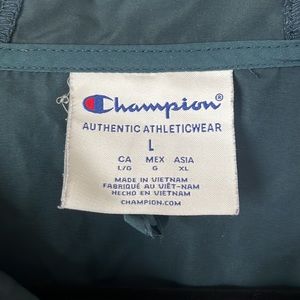 Champion®
AUTHENTIC ATHLETICWEAR
L
CA MEX ASIA
L/G G XL
MADE IN VIETNAM
FABRIQUÉ AU VIÊT-NAM
HECHO EN VIETNAM
CHAMPION.COM